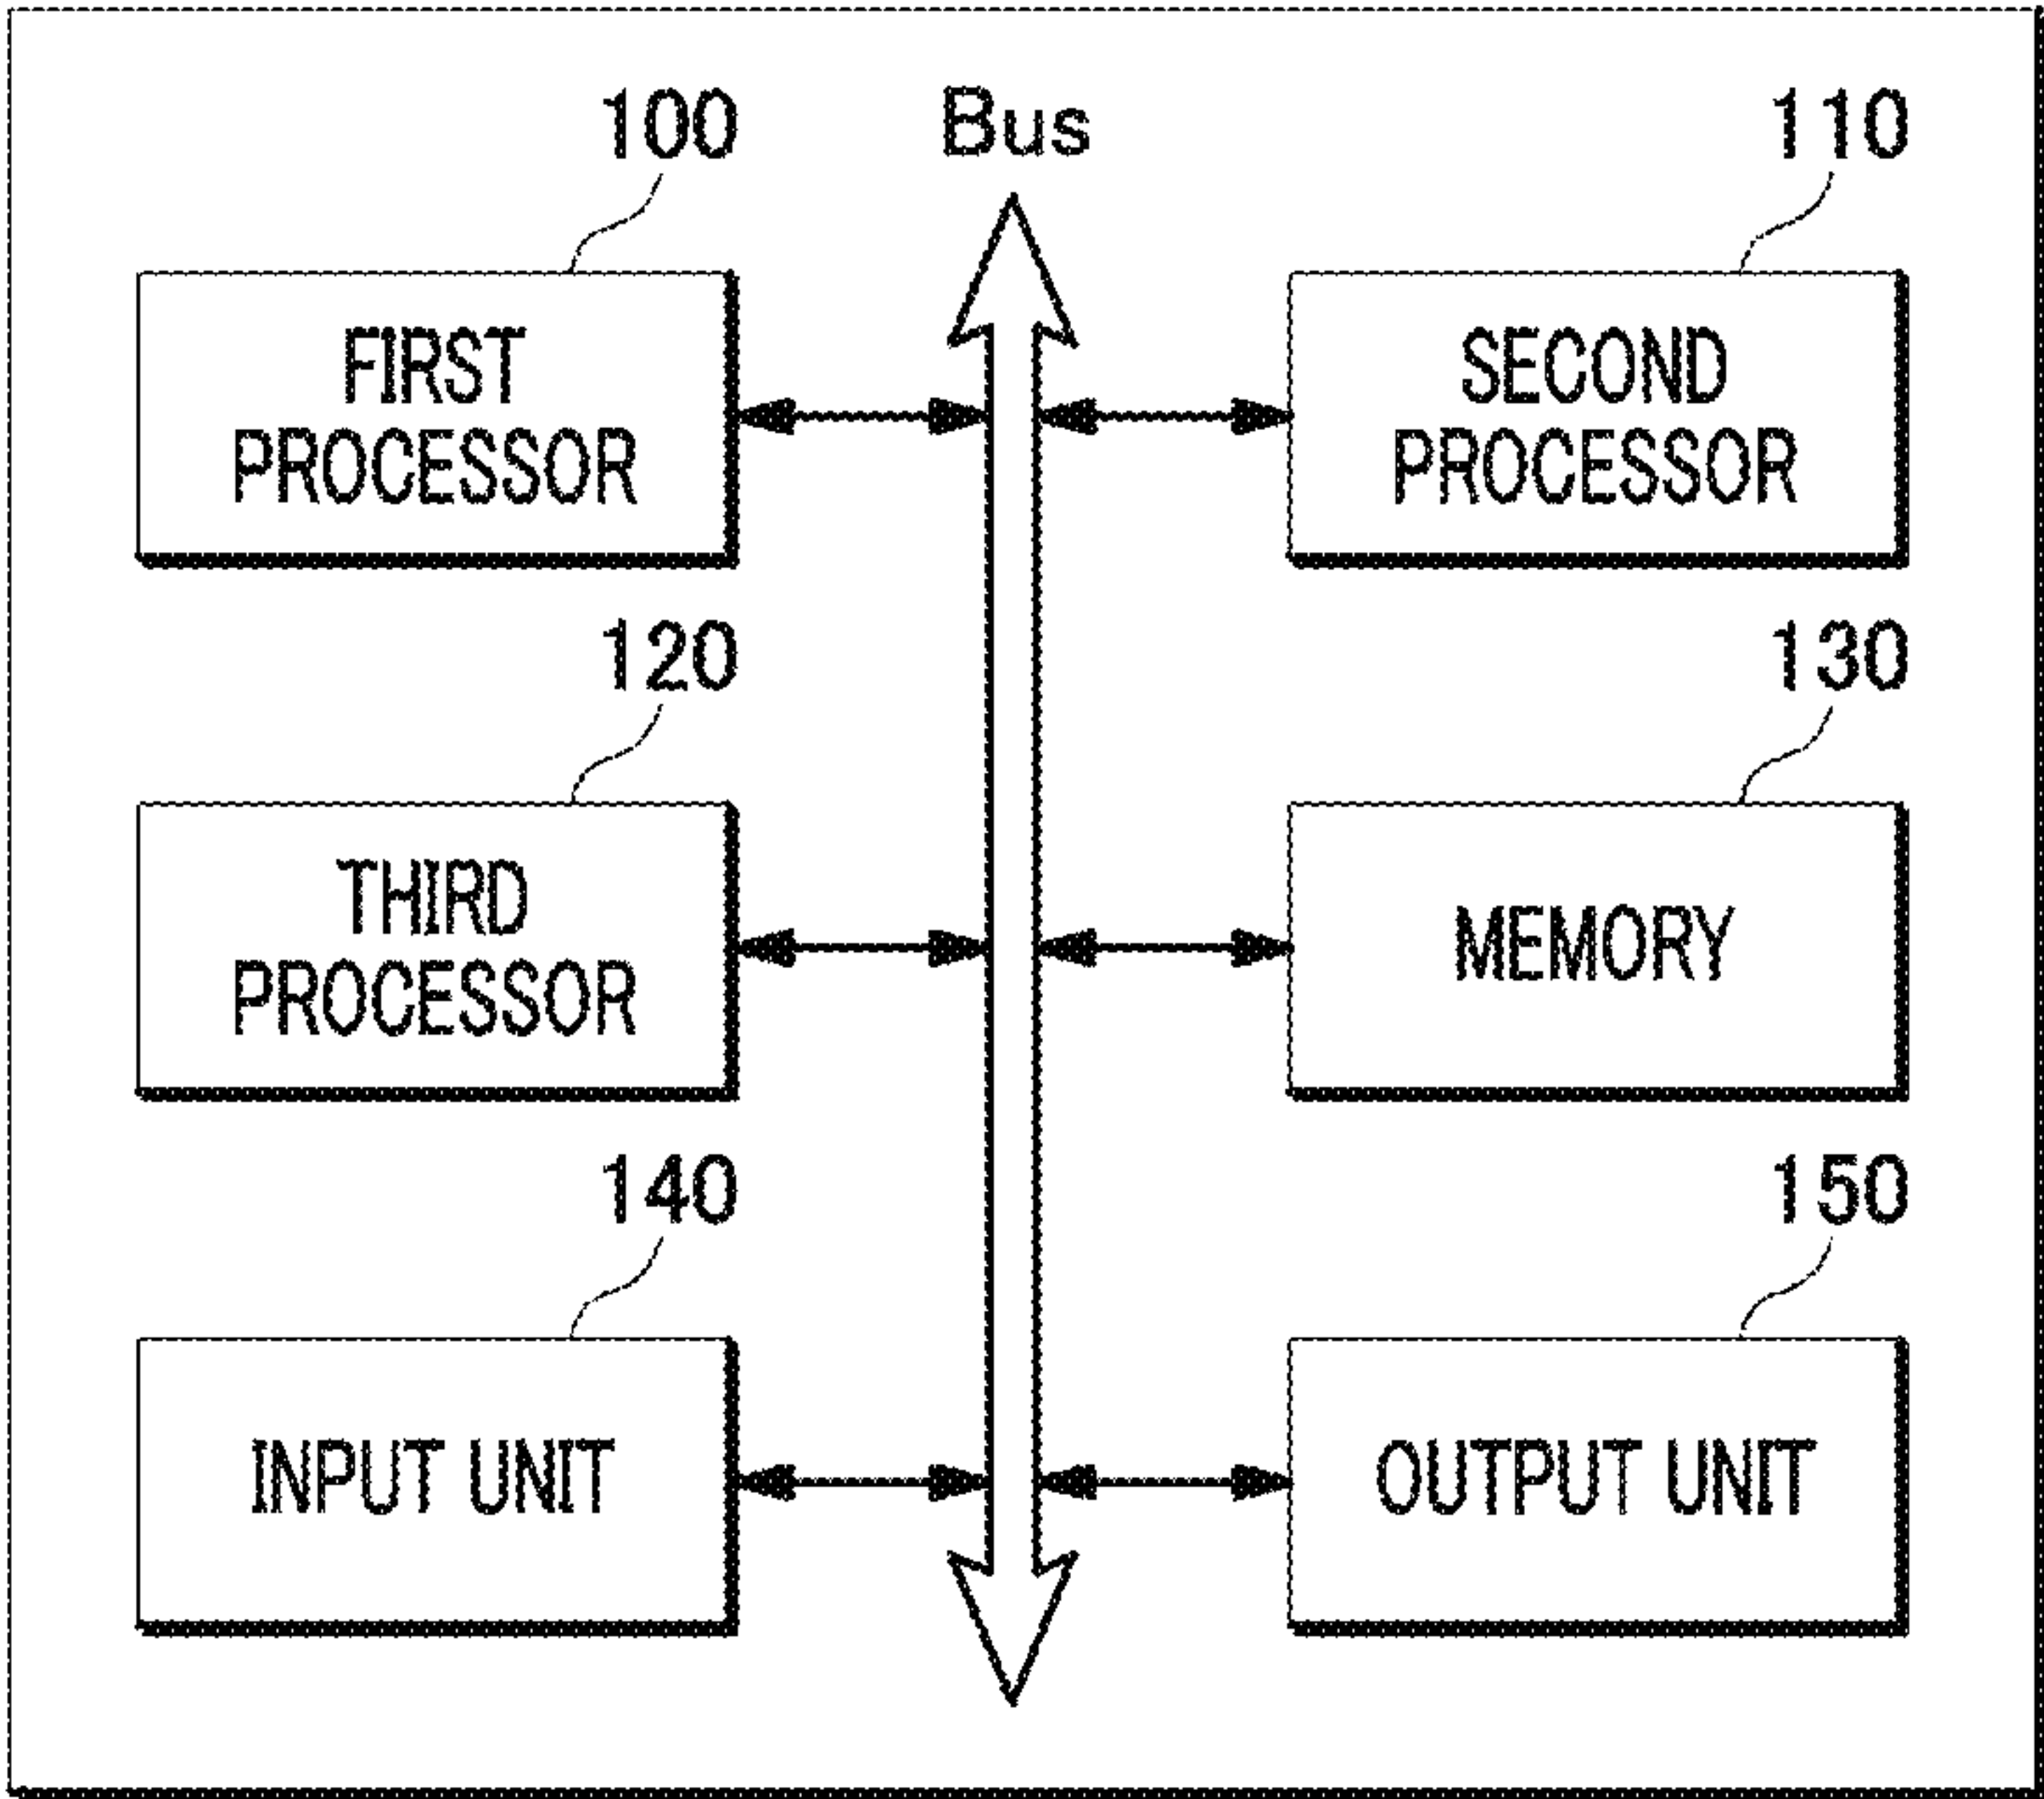 100
Bus
110
FIRST
PROCESSOR
SECOND
PROCESSOR
120
130
THIRD
PROCESSOR
MEMORY
140
150
INPUT UNIT
OUTPUT UNIT